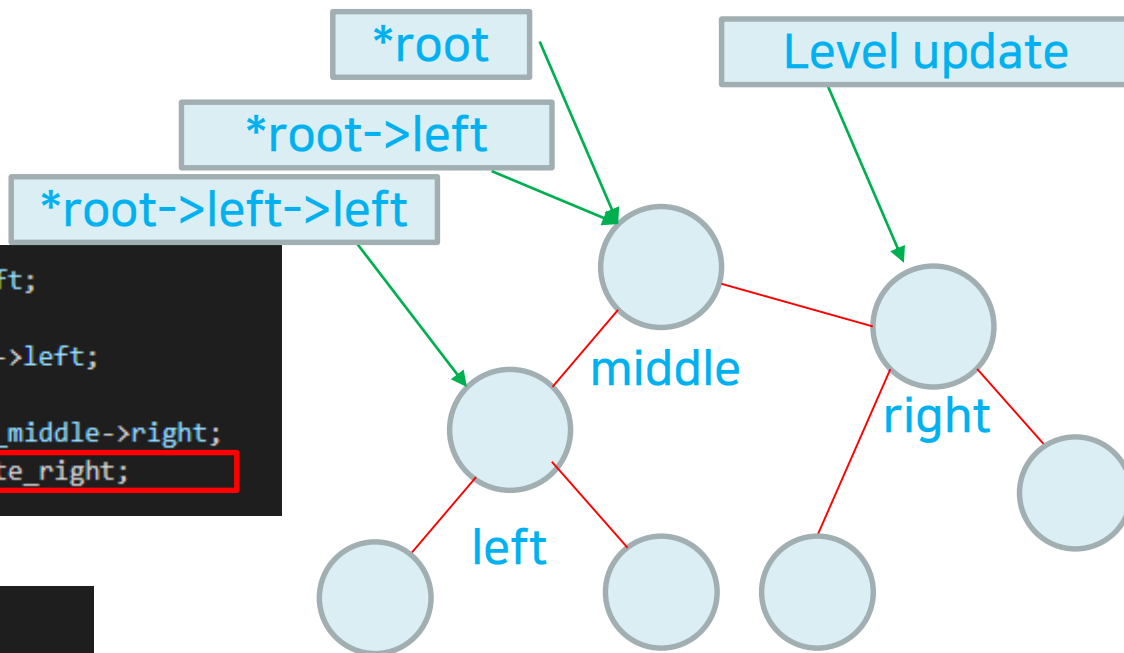 *root
Level update
*root->left
*root->left->left
ft;
->left;
_middle->right;
te_right;
middle
right
left